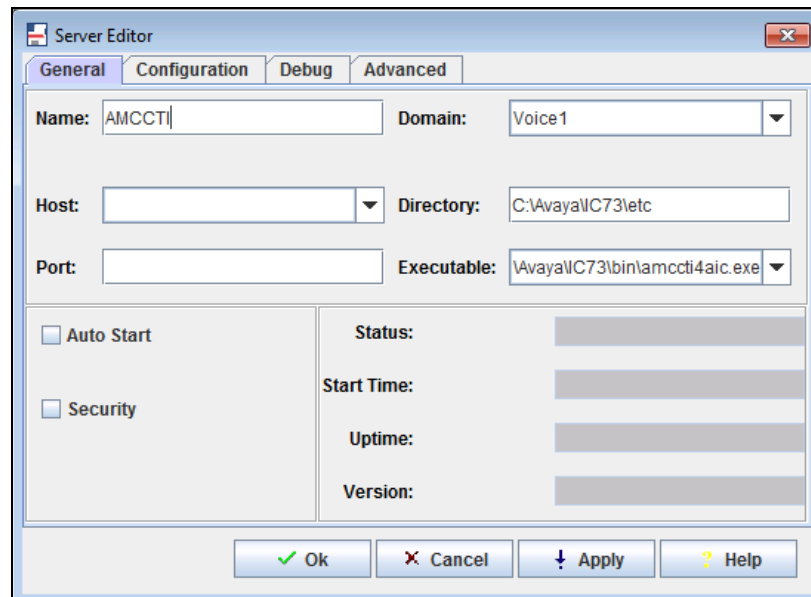 Server Editor
General Configuration Debug Advanced
Name: AMCCTI Domain: Voice1
Host: Directory: C:\Avaya\IC73\etc
Port: Executable: \Avaya\IC73\bin\amccti4aic.exe
Auto Start Status:
Start Time:
Security
Uptime:
Version:
Ok Cancel Apply ? Help